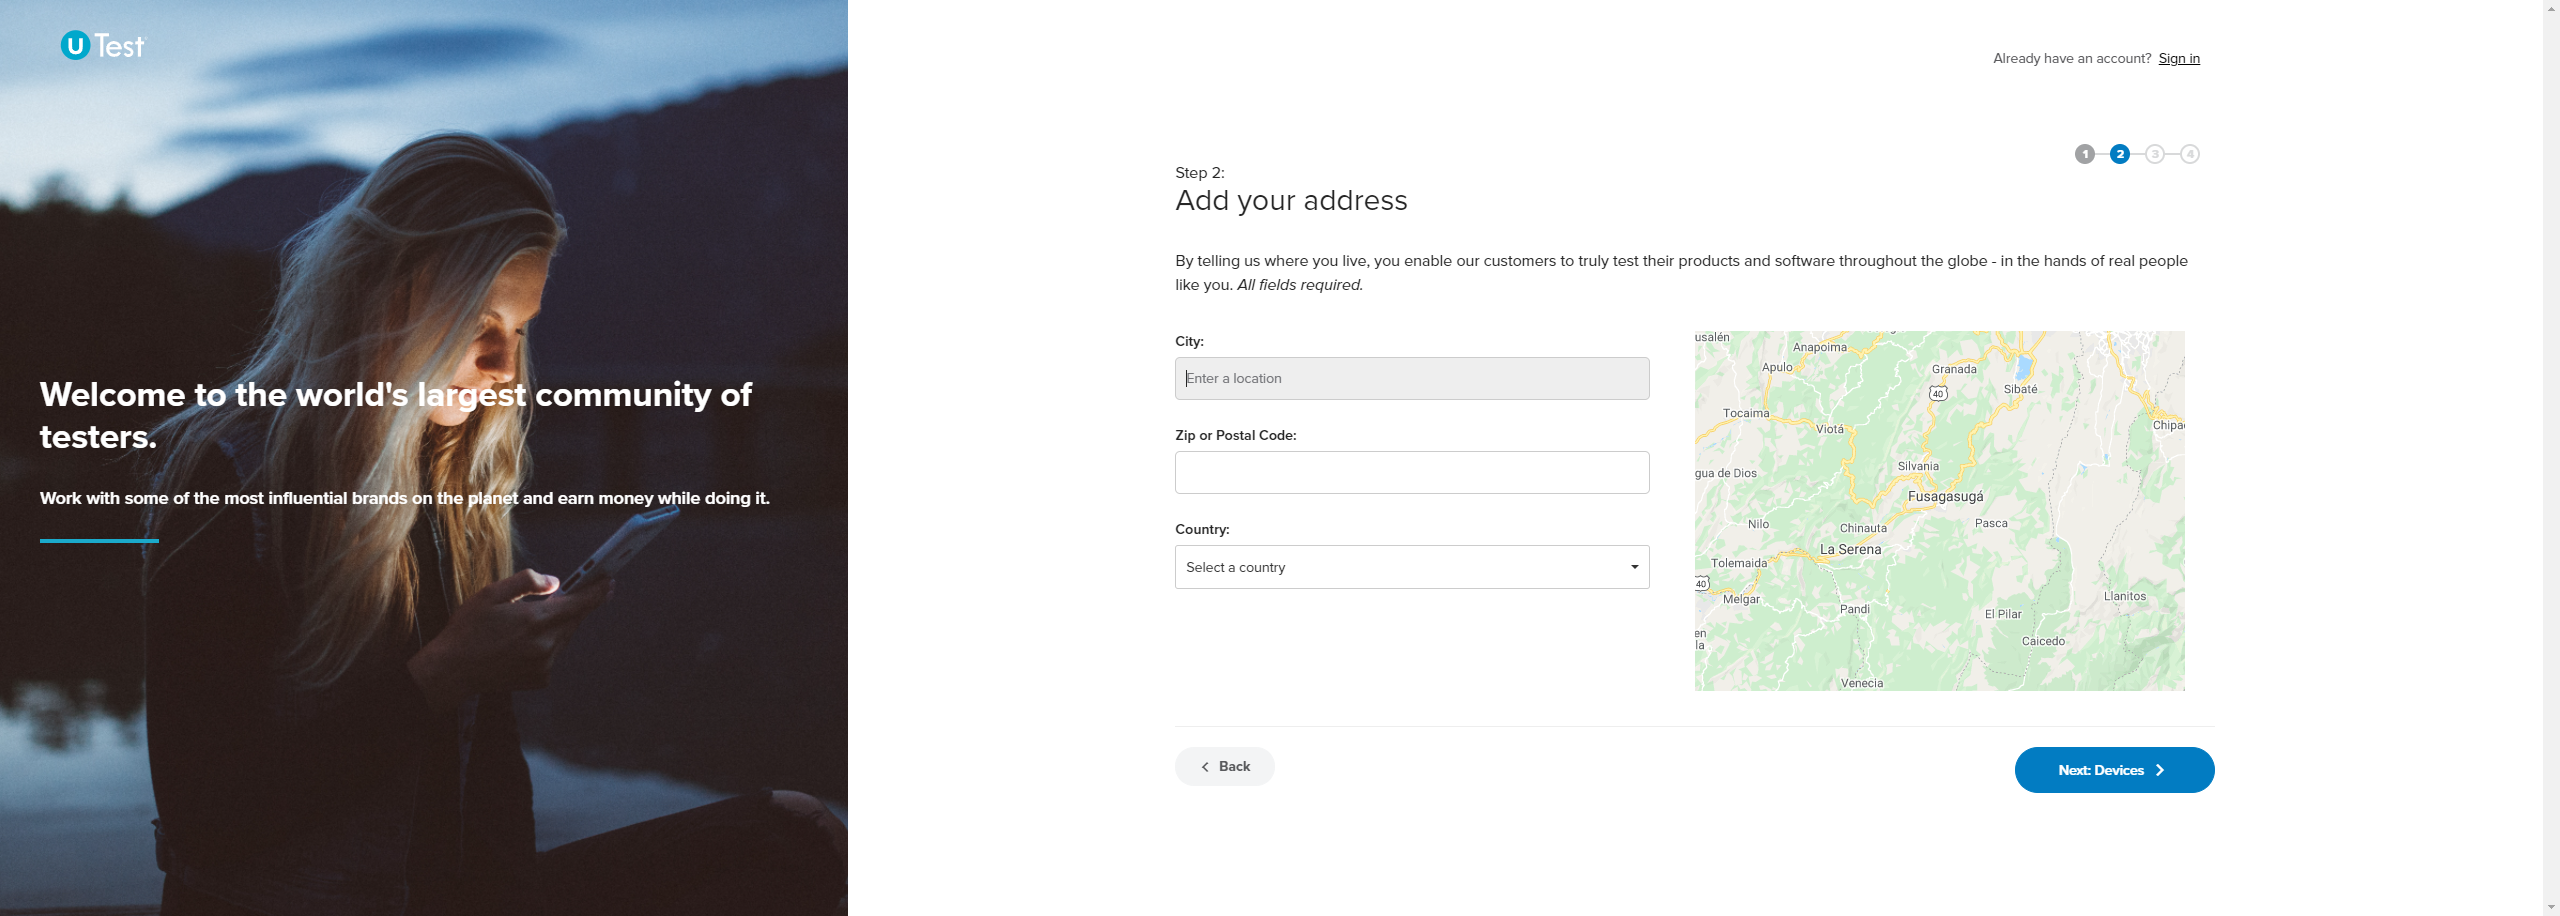 U Test
Already have an account? Sign in
1 2 3 4
Step 2:
Add your address
By telling us where you live, you enable our customers to truly test their products and software throughout the globe - in the hands of real people
like you. All fields required.
Welcome to the world's largest community of
testers.
Work with some of the most influential brands on the planet and earn money while doing it.
City:
Enter a location
Zip or Postal Code:
Country:
Select a country
usalén
Anapoima
Apulo
Granada
Sibaté
40
Tocaima
Viotá
Chipa
Silvania
gua de Dios
Fusagasugá
Nilo
Chinauta
Pasca
La Serena
Tolemaida
40
Melgar
Pandi
Llanitos
El Pilar
en
la
Caicedo
Venecia
Back
Next: Devices